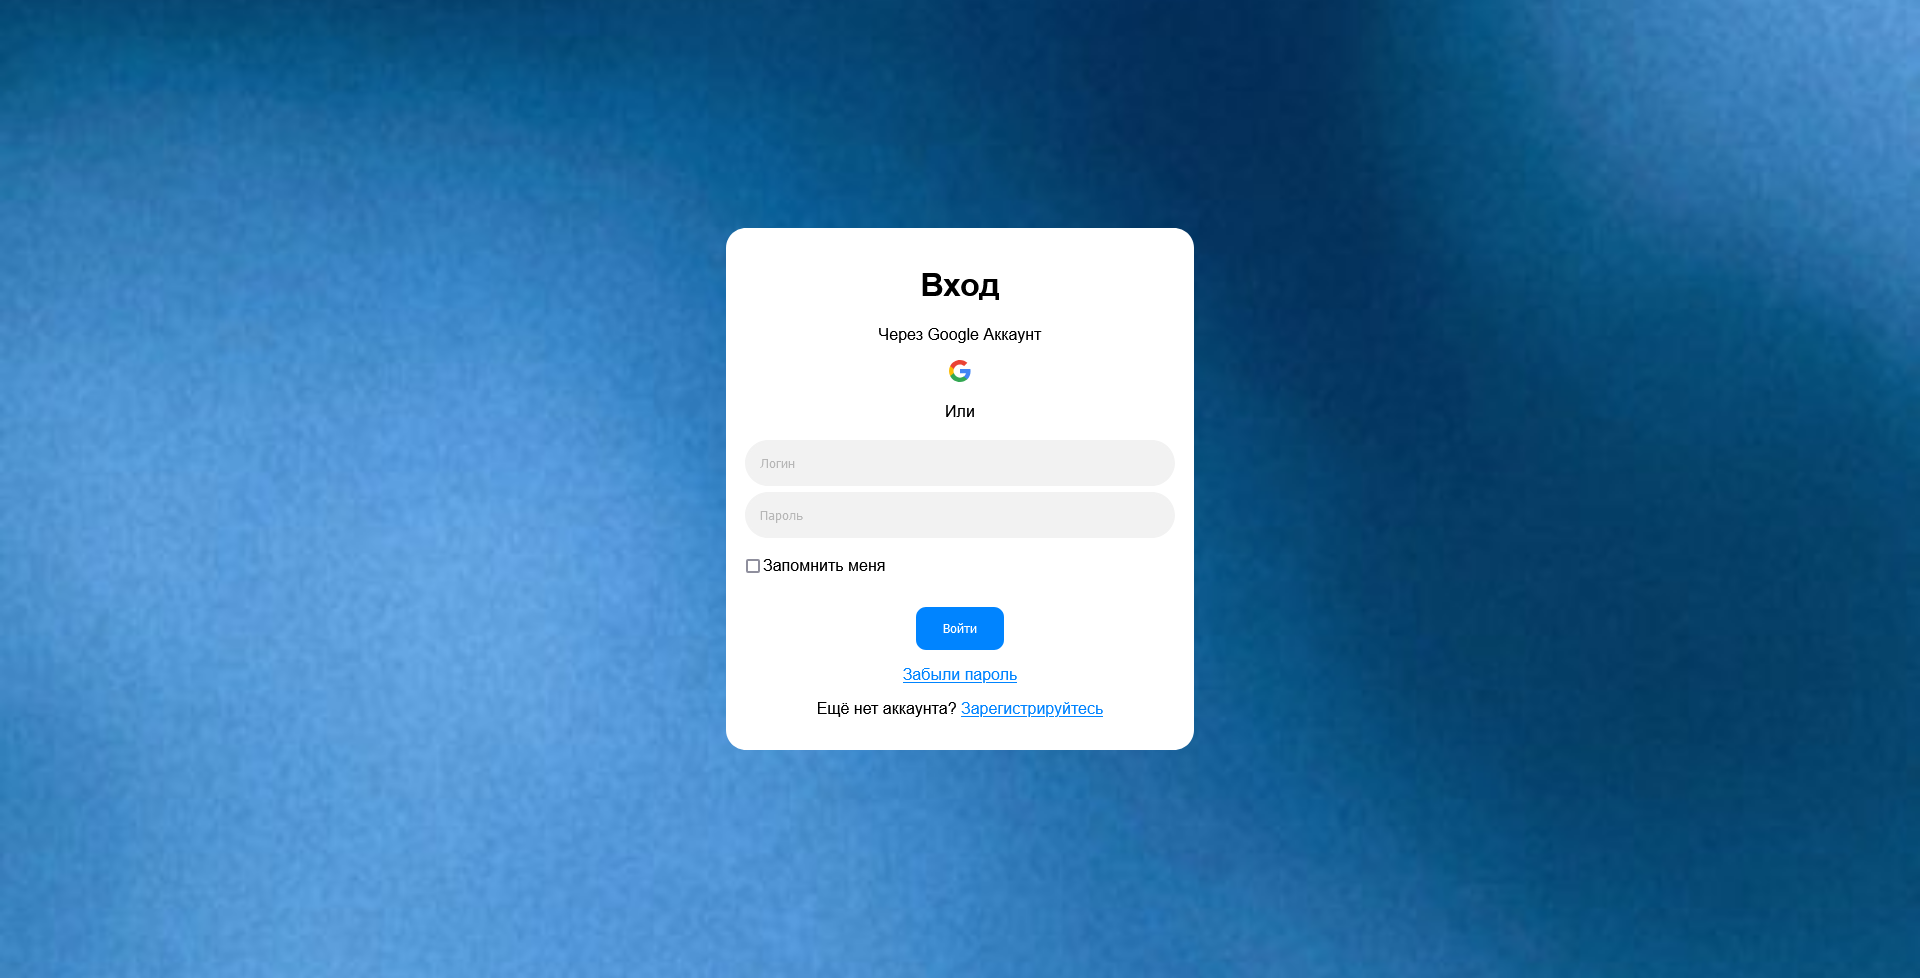 Вход
Через Google Аккаунт
Или
Логин
Пароль
Запомнить меня
Войти
Забыли пароль
Ещё нет аккаунта? Зарегистрируйтесь